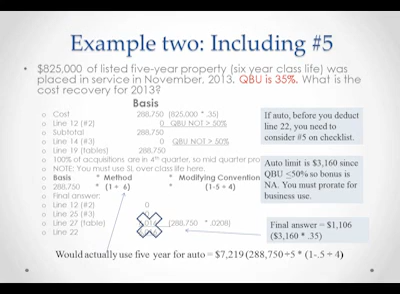 Example two: Including #5
• $825,000 of listed five-year property (six year class life) was
placed in service in November, 2013. QBU is 35%. What is the
cost recovery for 2013?
Basis
o Cost 288,750 (825,000 * .35)
o Line 12 (#2) 0 QBU NOT > 50%
o Subtotal 288,750
o Line 14 (#3) 0 QBU NOT > 50%
o Line 19 (tables) 288,750
o 100% of acquisitions are in 4th quarter, so mid quarter pro
o NOTE: You must use SL over class life here.
o Basis * Method * Modifying Convention
o 288,750 * (1 ÷ 6) * (1-.5 ÷ 4)
o Final answer:
o Line 12 (#2) 0
o Line 25 (#3)
o Line 27 (table) (288,750 * .0208)
o Line 22
If auto, before you deduct
line 22, you need to
consider #5 on checklist.
Auto limit is $3,160 since
QBU ≤50% so bonus is
NA. You must prorate for
business use.
Final answer = $1,106
($3,160 * .35)
Would actually use five year for auto = $7,219 (288,750 ÷5 * (1-.5 ÷ 4)